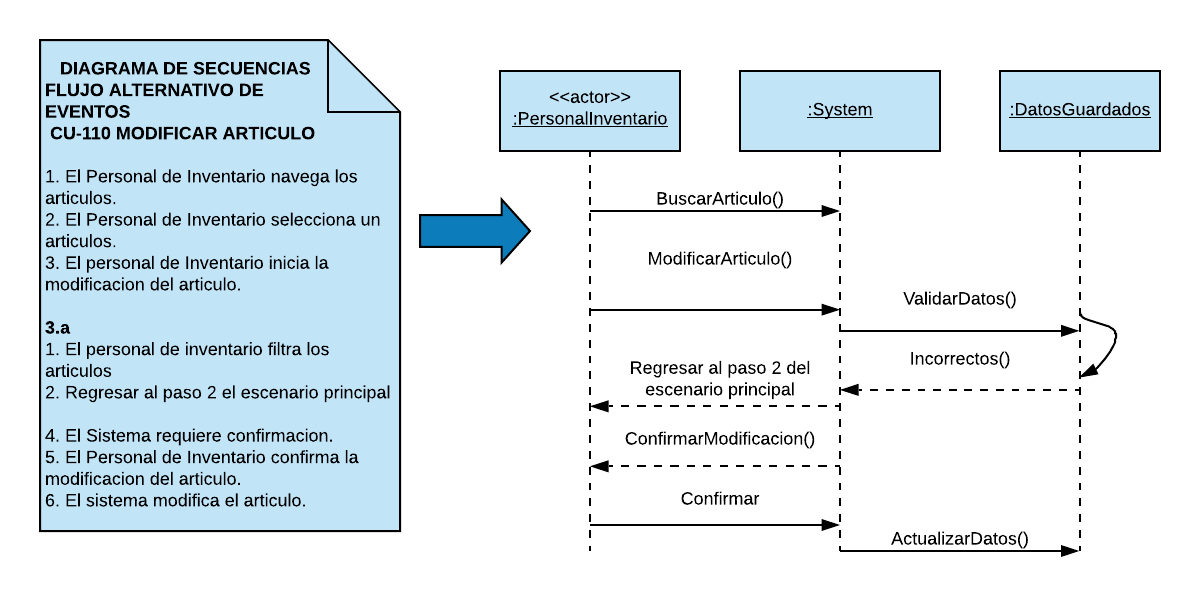 DIAGRAMA DE SECUENCIAS
FLUJO ALTERNATIVO DE
EVENTOS
CU-110 MODIFICAR ARTICULO
1. El Personal de Inventario navega los
articulos.
2. El Personal de Inventario selecciona un
articulos.
3. El personal de Inventario inicia la
modificacion del articulo.
3.a
1. El personal de inventario filtra los
articulos
2. Regresar al paso 2 el escenario principal
4. El Sistema requiere confirmacion.
5. El Personal de Inventario confirma la
modificacion del articulo.
6. El sistema modifica el articulo.
<<actor>>
:PersonalInventario
:System
:DatosGuardados
BuscarArticulo()
ModificarArticulo()
ValidarDatos()
Incorrectos()
Regresar al paso 2 del
escenario principal
ConfirmarModificacion()
Confirmar
ActualizarDatos()